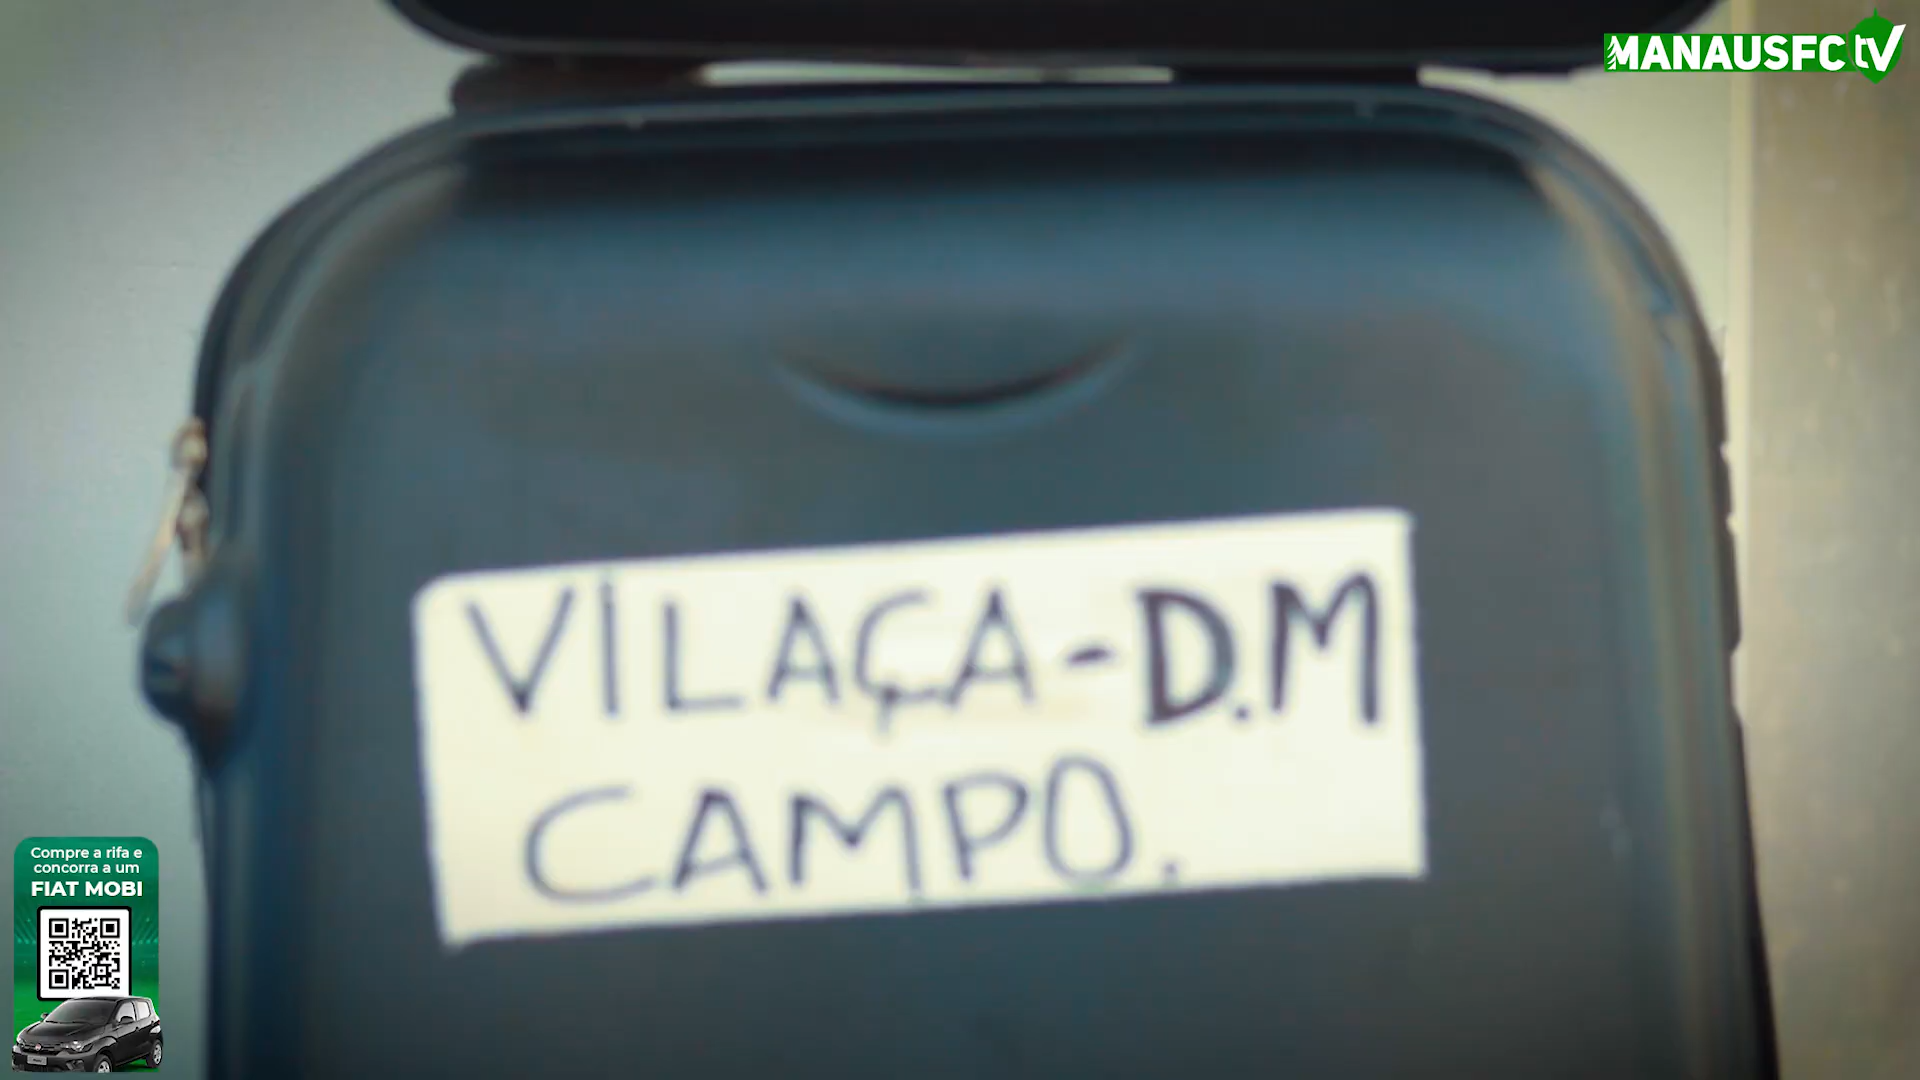 MANAUSFC tv
VILAÇA-D.M
CAMPO.
Compre a rifa e
concorra a um
FIAT MOBI